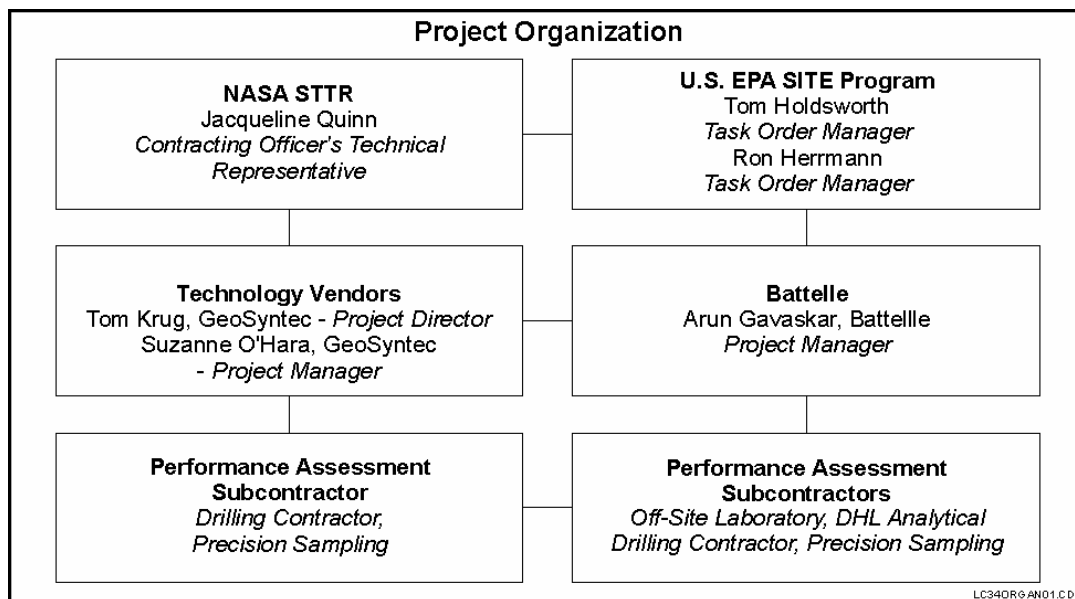 Project Organization
NASA STTR
Jacqueline Quinn
Contracting Officer's Technical
Representative
U.S. EPA SITE Program
Tom Holdsworth
Task Order Manager
Ron Herrmann
Task Order Manager
Technology Vendors
Tom Krug, GeoSyntec - Project Director
Suzanne O'Hara, GeoSyntec
- Project Manager
Battelle
Arun Gavaskar, Battellle
Project Manager
Performance Assessment
Subcontractor
Drilling Contractor,
Precision Sampling
Performance Assessment
Subcontractors
Off-Site Laboratory, DHL Analytical
Drilling Contractor, Precision Sampling
LC34ORGAN01.CD